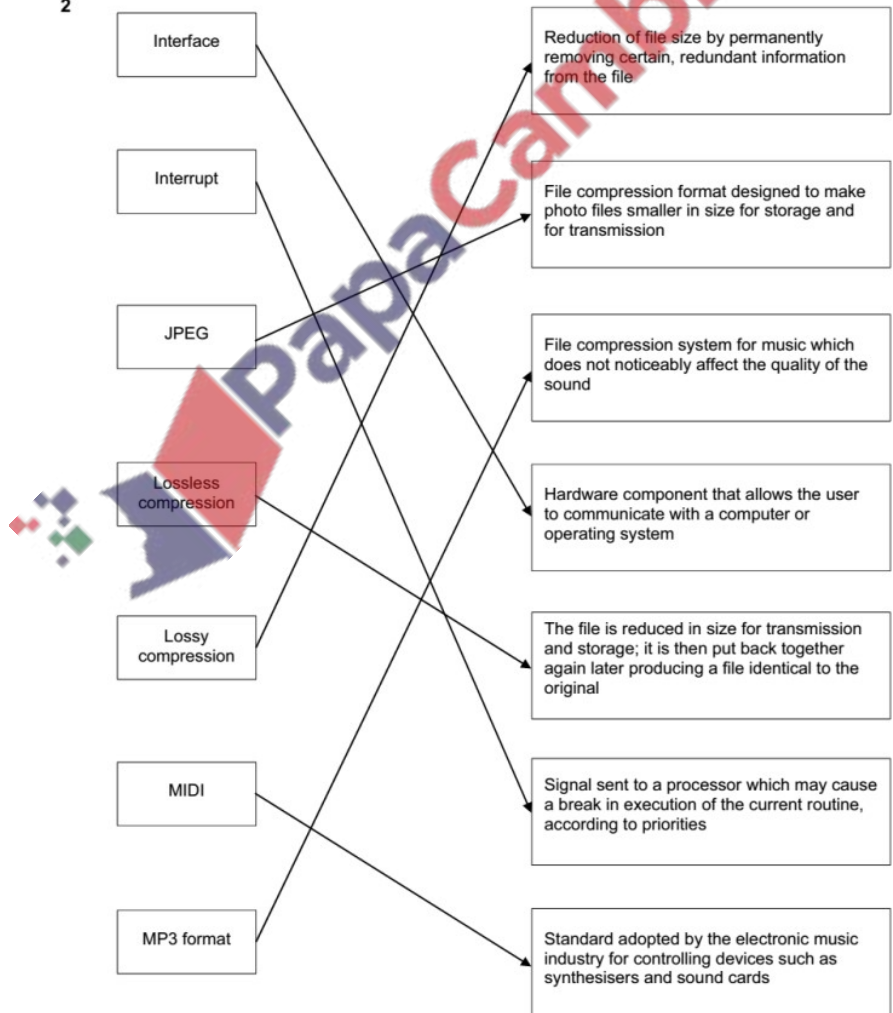 2
Interface
Reduction of file size by permanently
removing certain, redundant information
from the file
Interrupt
File compression format designed to make
photo files smaller in size for storage and
for transmission
JPEG
File compression system for music which
does not noticeably affect the quality of the
sound
Lossless
compression
Hardware component that allows the user
to communicate with a computer or
operating system
Lossy
compression
The file is reduced in size for transmission
and storage; it is then put back together
again later producing a file identical to the
original
MIDI
Signal sent to a processor which may cause
a break in execution of the current routine,
according to priorities
MP3 format
Standard adopted by the electronic music
industry for controlling devices such as
synthesisers and sound cards
PapaCamb